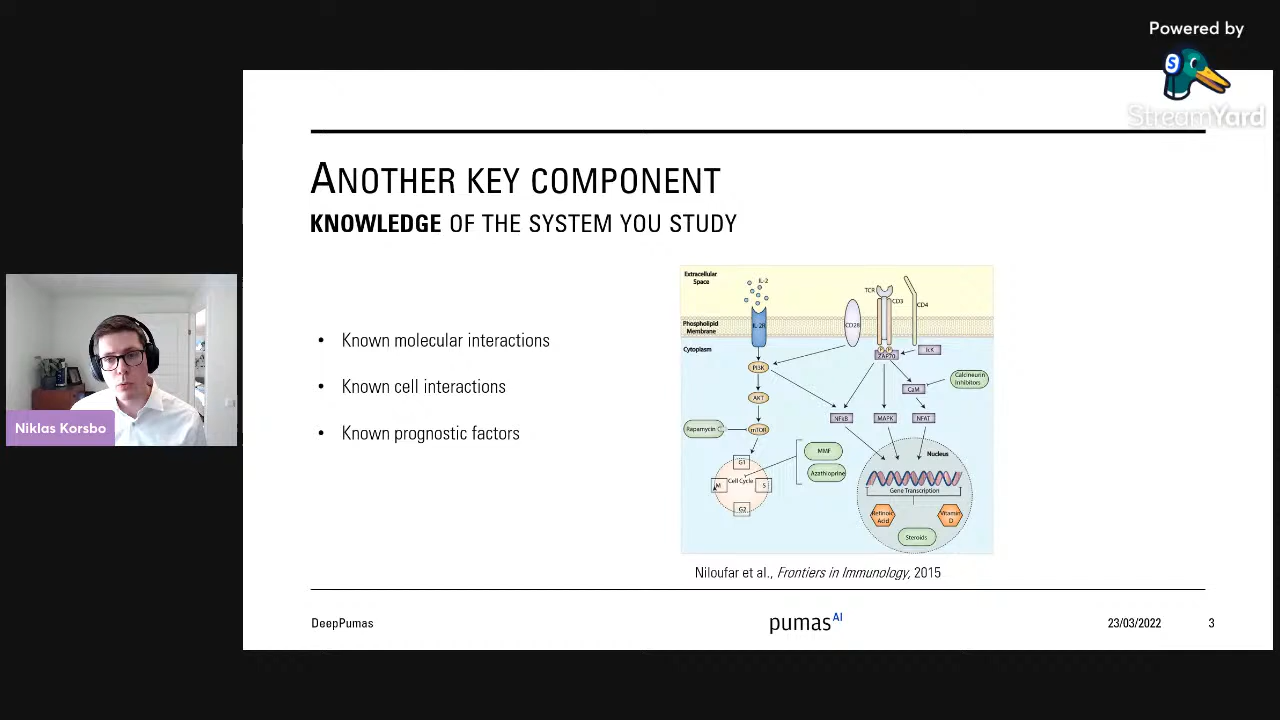 Powered by
S
StreamYard
ANOTHER KEY COMPONENT
KNOWLEDGE OF THE SYSTEM YOU STUDY
• Known molecular interactions
• Known cell interactions
• Known prognostic factors
Niklas Korsbo
Extracellular
Space
IL-2
TCR
CD3
CD4
Phospholipid
Membrane
IL 2R
CD28
Cytoplasm
ZAP70
lcK
PI3K
Calcineurin
Inhibitors
CaM
AKT
NFκB
MAPK
NFAT
Rapamycin
mTOR
MMF
Nucleus
G1
Azathioprine
Cell Cycle
M
S
Gene Transcription
G2
Retinoic
Acid
Vitamin
D
Steroids
Niloufar et al., Frontiers in Immunology, 2015
DeepPumas
pumas AI
23/03/2022
3